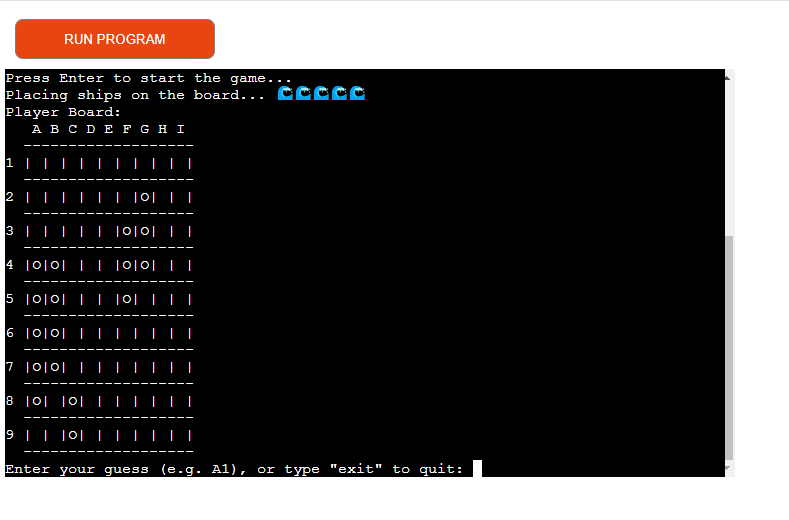 RUN PROGRAM
Press Enter to start the game...
Placing ships on the board... 🌊🌊🌊🌊🌊
Player Board:
   A B C D E F G H I
  -------------------
1 | | | | | | | | | |
  -------------------
2 | | | | | | |o| | |
  -------------------
3 | | | | | |o|o| | |
  -------------------
4 |o|o| | | |o|o| | |
  -------------------
5 |o|o| | | |o| | | |
  -------------------
6 |o|o| | | | | | | |
  -------------------
7 |o|o| | | | | | | |
  -------------------
8 |o| |o| | | | | | |
  -------------------
9 | | |o| | | | | | |
  -------------------
Enter your guess (e.g. A1), or type "exit" to quit: